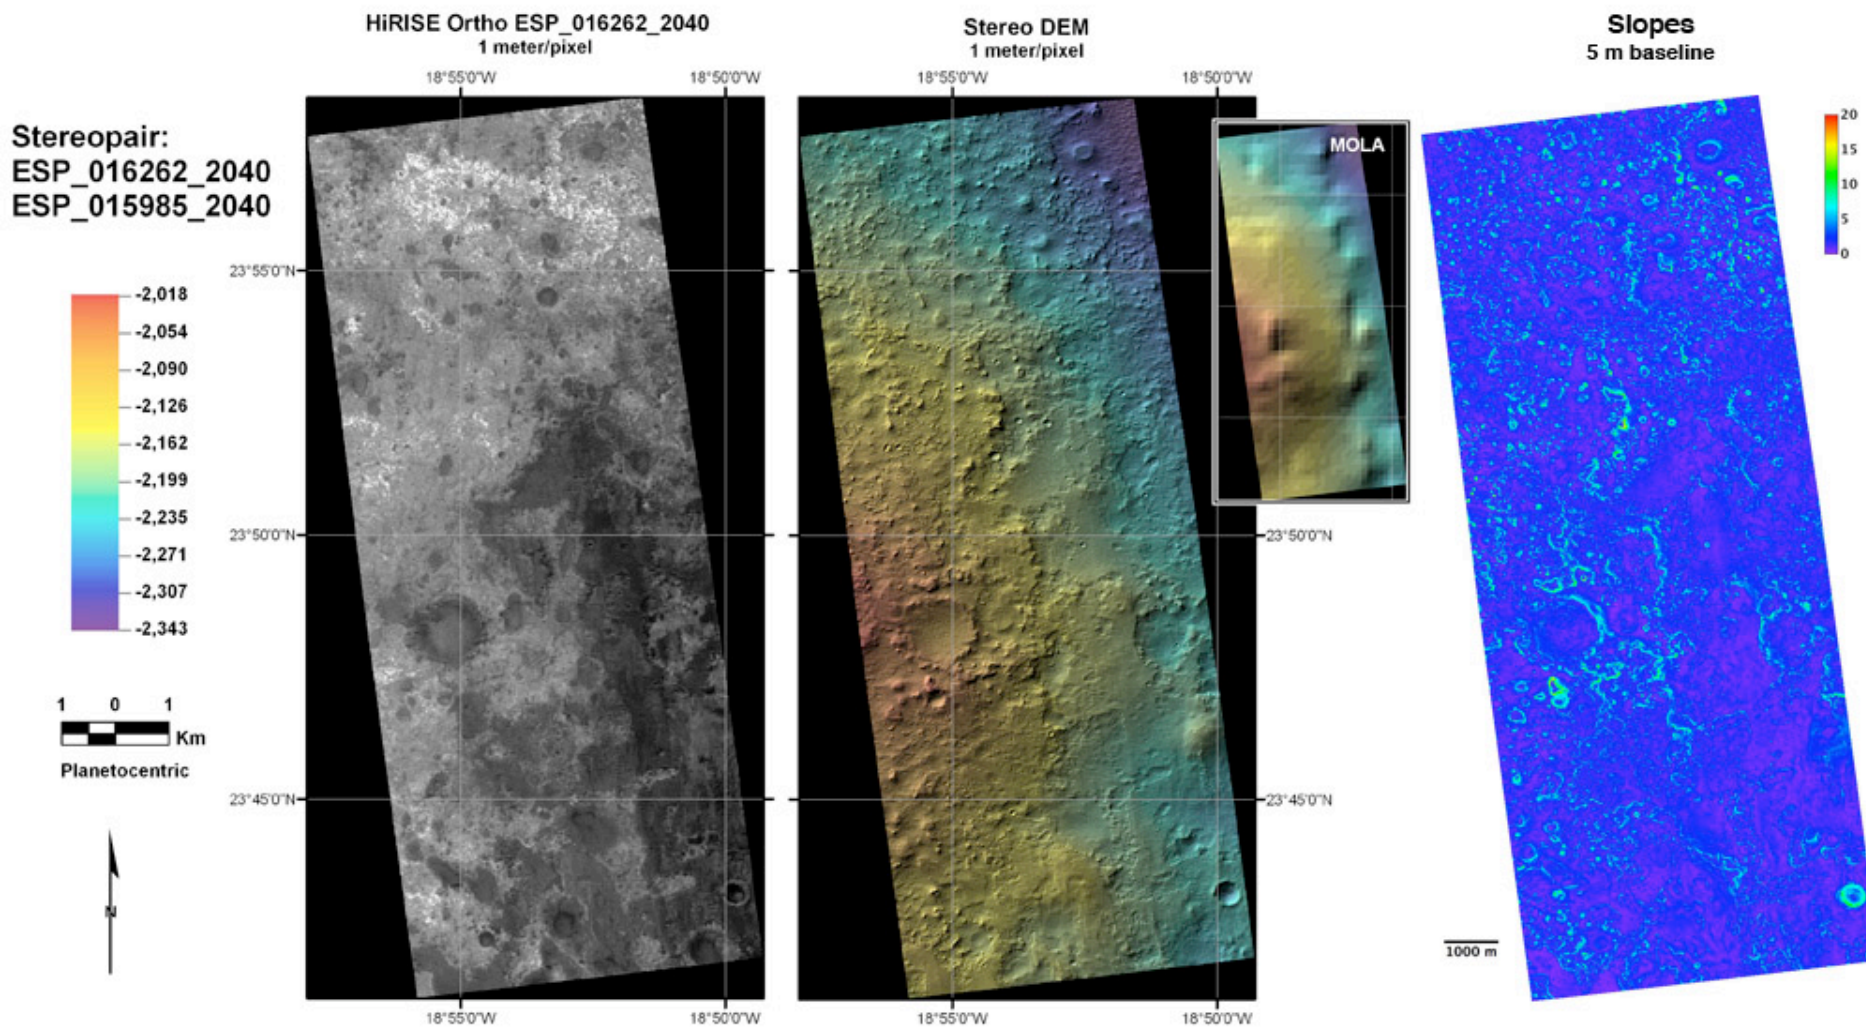 HiRISE Ortho ESP_016262_2040
1 meter/pixel
Stereo DEM
1 meter/pixel
Slopes
5 m baseline
18°55'0"W
18°50'0"W
18°55'0"W
18°50'0"W
Stereopair:
ESP_016262_2040
ESP_015985_2040
MOLA
20
15
10
5
0
23°55'0"N
-2,018
-2,054
-2,090
-2,126
-2,162
-2,199
-2,235
-2,271
-2,307
-2,343
23°50'0"N
23°50'0"N
1 0 1
Km
Planetocentric
23°45'0"N
23°45'0"N
N
1000 m
18°55'0"W
18°50'0"W
18°55'0"W
18°50'0"W